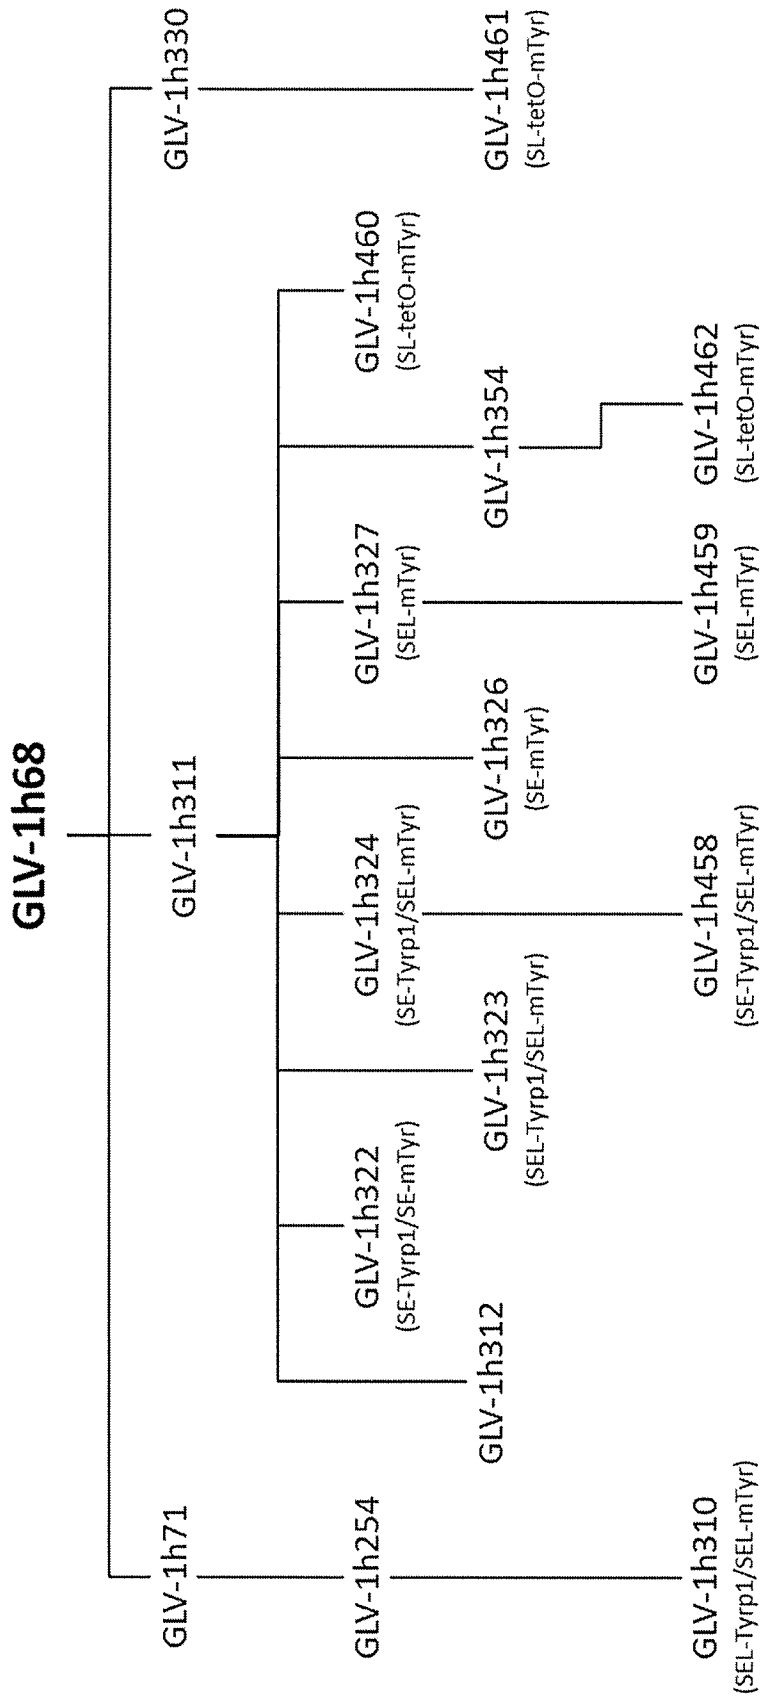 GLV-1h68
GLV-1h71
GLV-1h311
GLV-1h330
GLV-1h254
GLV-1h322
(SE-Tyrp1/SE-mTyr)
GLV-1h324
(SE-Tyrp1/SEL-mTyr)
GLV-1h327
(SEL-mTyr)
GLV-1h460
(SL-tetO-mTyr)
GLV-1h312
GLV-1h323
(SEL-Tyrp1/SEL-mTyr)
GLV-1h326
(SE-mTyr)
GLV-1h354
GLV-1h461
(SL-tetO-mTyr)
GLV-1h310
(SEL-Tyrp1/SEL-mTyr)
GLV-1h458
(SE-Tyrp1/SEL-mTyr)
GLV-1h459
(SEL-mTyr)
GLV-1h462
(SL-tetO-mTyr)